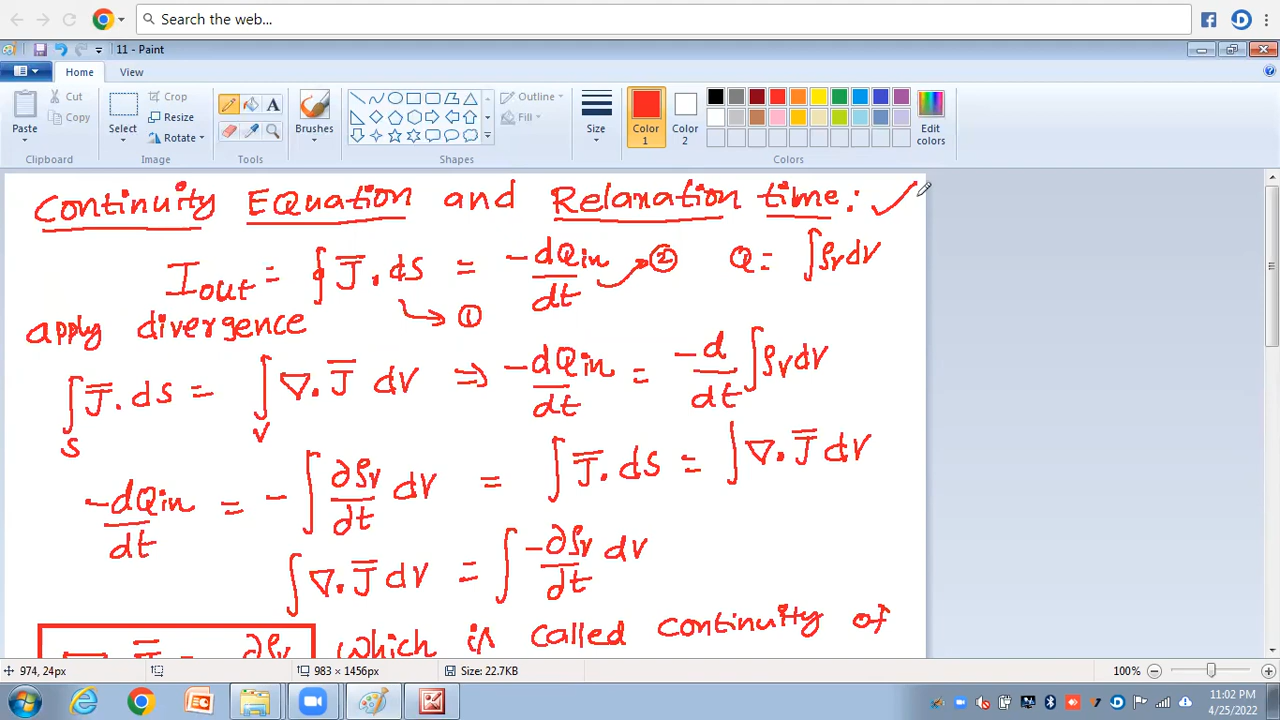 Search the web...
11 - Paint
Home View
Paste
Cut
Copy
Clipboard
Select
Crop
Resize
Rotate
Image
Tools
Brushes
Shapes
Outline
Fill
Size
Color 1
Color 2
Edit colors
Colors
Continuity EQuation and Relaxation time: ✓
Iout = ∮ J̅. ds = -dQin/dt → ② Q = ∫ρv dv
→ ①
apply divergence
∫S J̅. ds = ∫V ∇. J̅ dv ⇒ -dQin/dt = -d/dt ∫ρv dv
-dQin/dt = - ∫ ∂ρv/∂t dv = ∫ J̅. ds = ∫ ∇. J̅ dv
∫ ∇. J̅ dv = ∫ -∂ρv/∂t dv
which is called continuity of
974, 24px 983 × 1456px Size: 22.7KB 100%
11:02 PM
4/25/2022